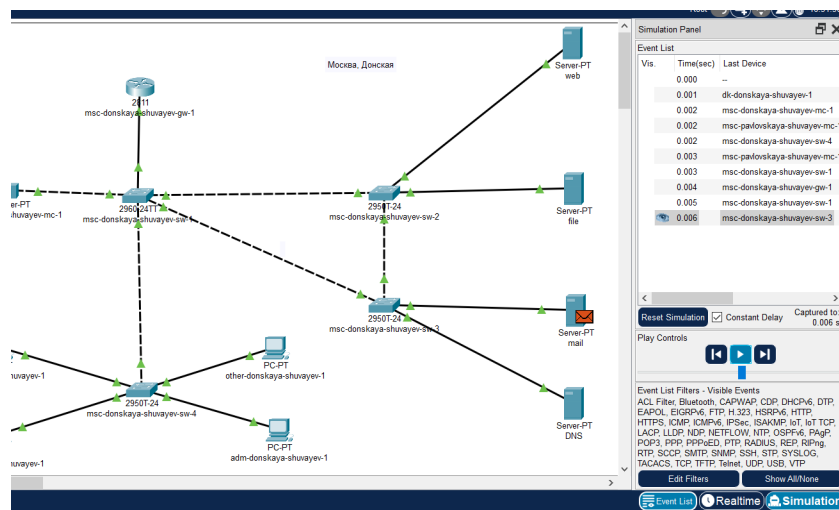 Simulation Panel
Event List
Vis. Time(sec) Last Device
0.000 --
0.001 dk-donskaya-shuvayev-1
0.002 msc-donskaya-shuvayev-mc-1
0.002 msc-pavlovskaya-shuvayev-mc-
0.002 msc-donskaya-shuvayev-sw-4
0.003 msc-pavlovskaya-shuvayev-mc-
0.003 msc-donskaya-shuvayev-sw-1
0.004 msc-donskaya-shuvayev-gw-1
0.005 msc-donskaya-shuvayev-sw-1
0.006 msc-donskaya-shuvayev-sw-3
Reset Simulation Constant Delay Captured to:
0.006 s
Play Controls
Event List Filters - Visible Events
ACL Filter, Bluetooth, CAPWAP, CDP, DHCPv6, DTP,
EAPOL, EIGRPv6, FTP, H.323, HSRPv6, HTTP,
HTTPS, ICMP, ICMPv6, IPSec, ISAKMP, IoT, IoT TCP,
LACP, LLDP, NDP, NETFLOW, NTP, OSPFv6, PAgP,
POP3, PPP, PPPoED, PTP, RADIUS, REP, RIPng,
RTP, SCCP, SMTP, SNMP, SSH, STP, SYSLOG,
TACACS, TCP, TFTP, Telnet, UDP, USB, VTP
Edit Filters Show All/None
Event List Realtime Simulation
Москва, Донская
Server-PT
web
2811
msc-donskaya-shuvayev-gw-1
er-PT
huvayev-mc-1
2960-24TT
msc-donskaya-shuvayev-sw-1
2950T-24
msc-donskaya-shuvayev-sw-2
Server-PT
file
2950T-24
msc-donskaya-shuvayev-sw-3
Server-PT
mail
PC-PT
other-donskaya-shuvayev-1
huvayev-1
2950T-24
msc-donskaya-shuvayev-sw-4
Server-PT
DNS
PC-PT
adm-donskaya-shuvayev-1
huvayev-1